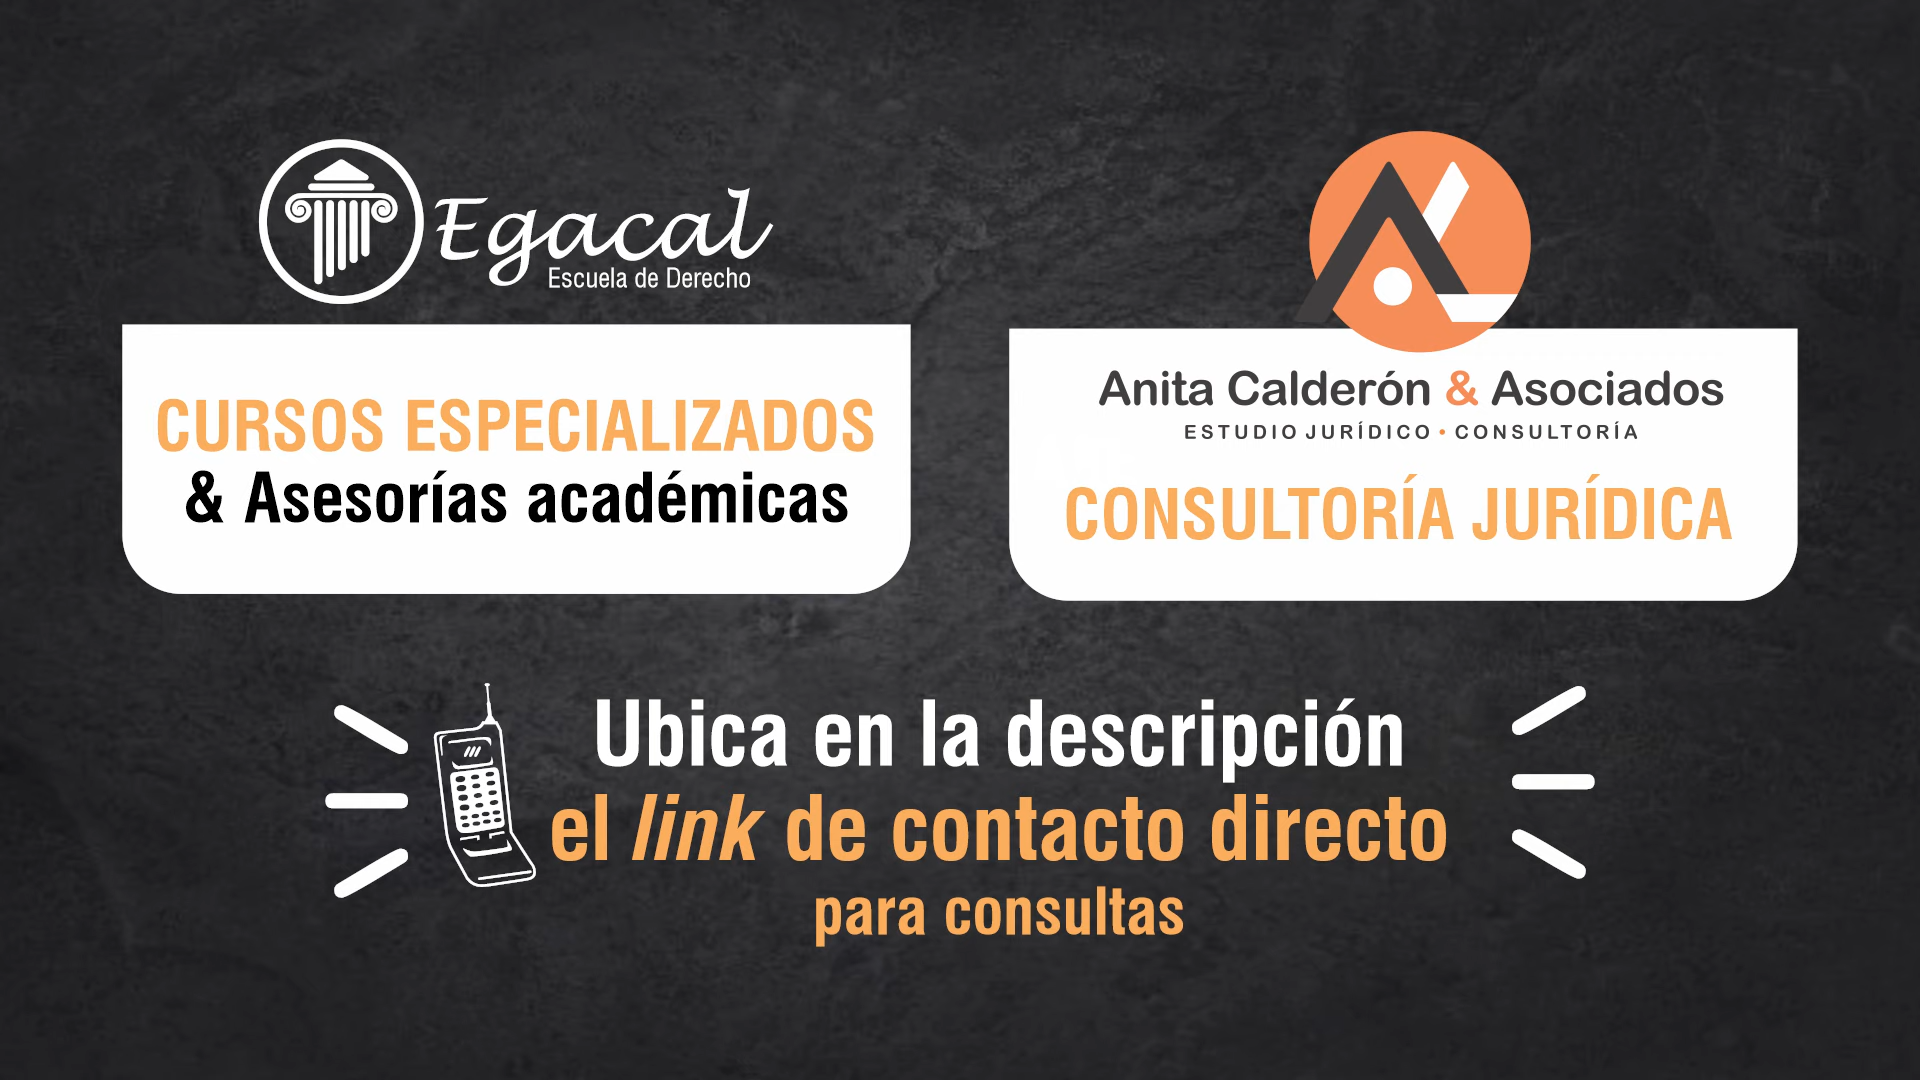 Egacal
Escuela de Derecho
CURSOS ESPECIALIZADOS
& Asesorías académicas
Anita Calderón & Asociados
ESTUDIO JURÍDICO • CONSULTORÍA
CONSULTORÍA JURÍDICA
Ubica en la descripción
el link de contacto directo
para consultas